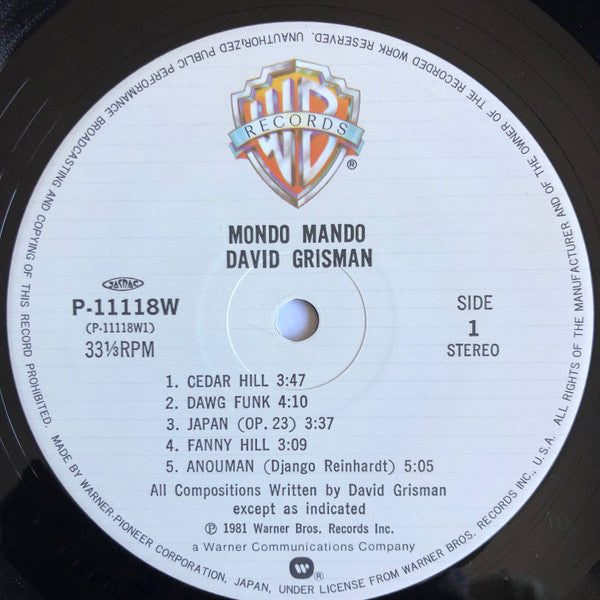 WB
RECORDS
®
MONDO MANDO
DAVID GRISMAN
JASRAC
P-11118W
(P-11118W1)
33⅓RPM
SIDE
1
STEREO
1. CEDAR HILL 3:47
2. DAWG FUNK 4:10
3. JAPAN (OP. 23) 3:37
4. FANNY HILL 3:09
5. ANOUMAN (Django Reinhardt) 5:05
All Compositions Written by David Grisman
except as indicated
℗ 1981 Warner Bros. Records Inc.
a Warner Communications Company
®
MADE BY WARNER-PIONEER CORPORATION, JAPAN, UNDER LICENSE FROM WARNER BROS. RECORDS INC., U.S.A. ALL RIGHTS OF THE MANUFACTURER AND OF THE OWNER OF THE RECORDED WORK RESERVED. UNAUTHORIZED PUBLIC PERFORMANCE BROADCASTING AND COPYING OF THIS RECORD PROHIBITED.